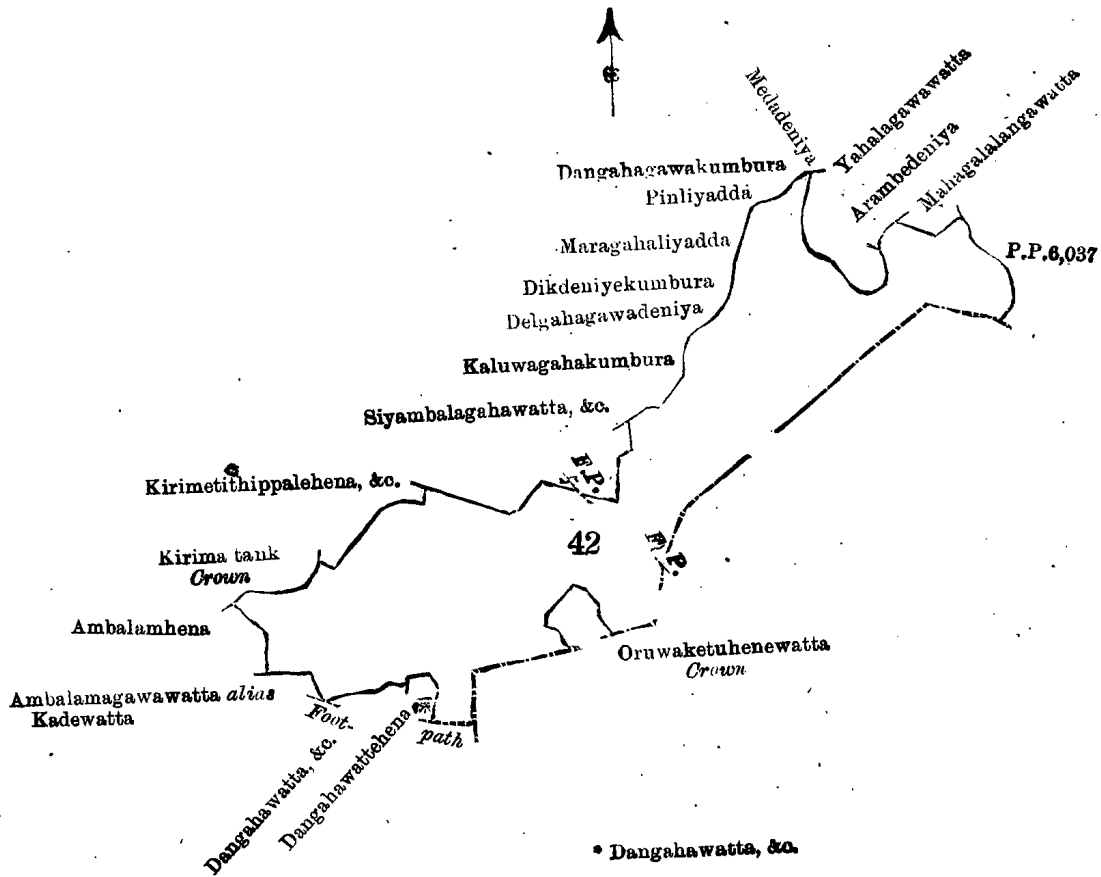 Medadeniya
Yahalagawawatta
Arambedeniya
Mahagalalangawatta
Dangahagawakumbura
Pinliyadda
Maragahaliyadda
P.P.6,037
Dikdeniyekumbura
Delgahagawadeniya
Kaluwagahakumbura
Siyambalagahawatta, &c.
F.P.
Kirimetithippalehena, &c.
42
F.P.
Kirima tank
Crown
Ambalamhena
Oruwaketuhenewatta
Crown
Ambalamagawawatta alias
Kadewatta
Foot-
path
*
Dangahawatta, &c.
Dangahawattehena
* Dangahawatta, &c.